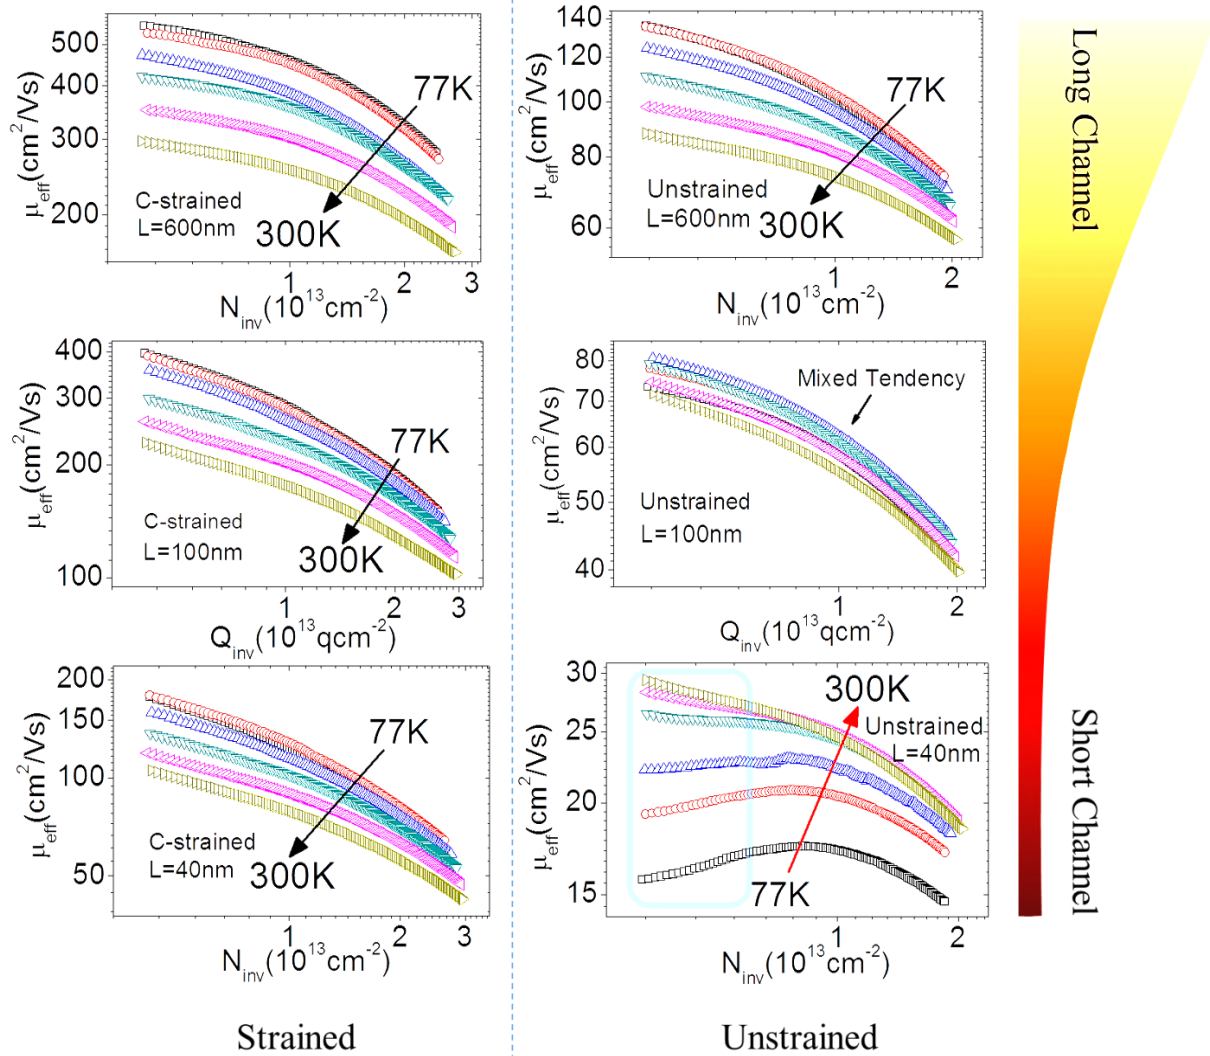 500
400
300
200
μeff(cm2/Vs)
77K
C-strained
L=600nm
300K
1
2
3
Ninv(1013cm-2)
140
120
100
80
60
μeff(cm2/Vs)
77K
Unstrained
L=600nm
300K
1
2
Ninv(1013cm-2)
Long Channel
400
300
200
100
μeff(cm2/Vs)
77K
C-strained
L=100nm
300K
1
2
3
Qinv(1013qcm-2)
80
70
60
50
40
μeff(cm2/Vs)
Mixed Tendency
Unstrained
L=100nm
1
2
Qinv(1013qcm-2)
200
150
100
50
μeff(cm2/Vs)
77K
C-strained
L=40nm
300K
1
2
3
Ninv(1013cm-2)
30
25
20
15
μeff(cm2/Vs)
300K
Unstrained
L=40nm
77K
1
2
Ninv(1013cm-2)
Short Channel
Strained
Unstrained